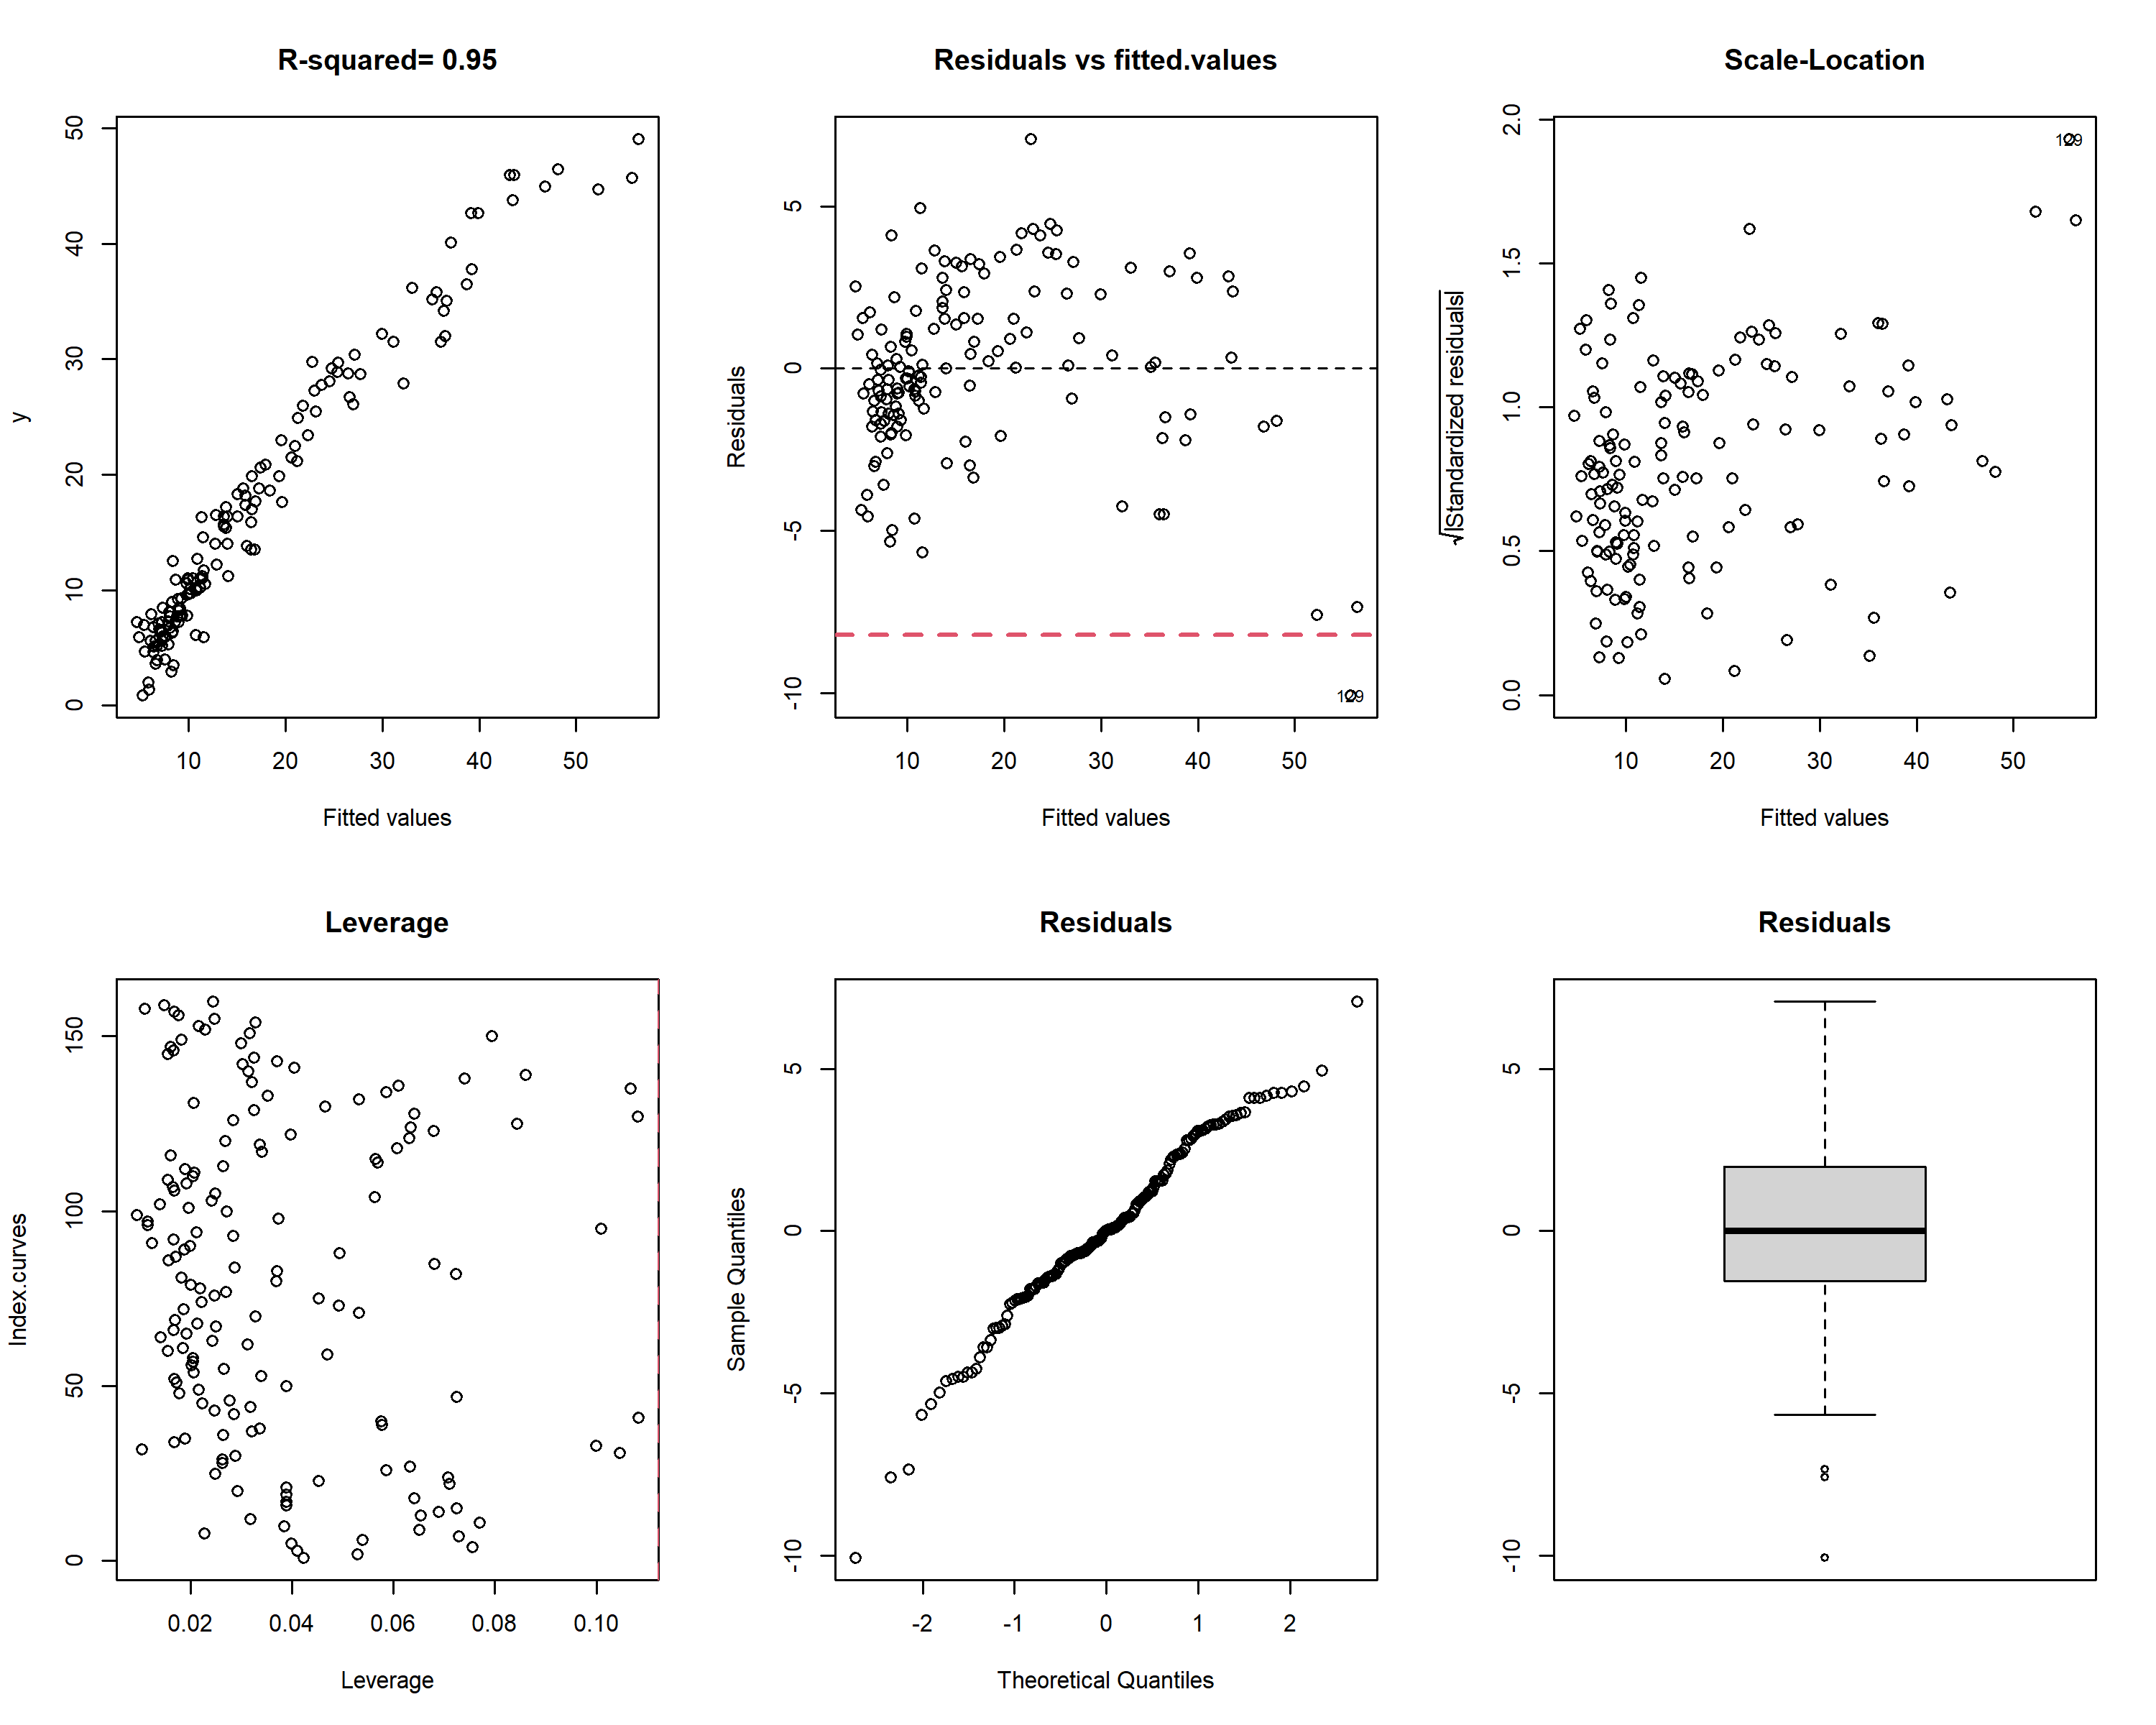 R-squared= 0.95
y
50
40
30
20
10
0
10 20 30 40 50
Fitted values
Residuals vs fitted.values
Residuals
5
0
-5
-10
129
10 20 30 40 50
Fitted values
Scale-Location
√|Standardized residuals|
2.0
1.5
1.0
0.5
0.0
129
10 20 30 40 50
Fitted values
Leverage
Index.curves
150
100
50
0
0.02 0.04 0.06 0.08 0.10
Leverage
Residuals
Sample Quantiles
5
0
-5
-10
-2 -1 0 1 2
Theoretical Quantiles
Residuals
5
0
-5
-10